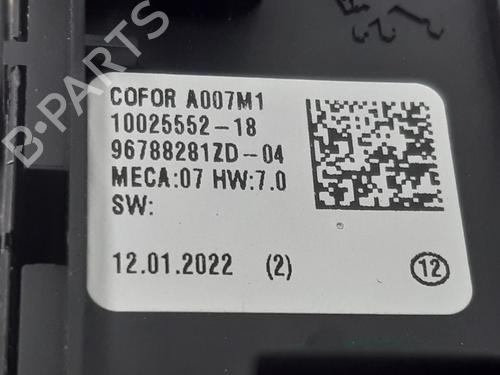 B-PARTS
COFOR A007M1
10025552-18
96788281ZD-04
MECA:07 HW:7.0
SW:
12.01.2022 (2)
12